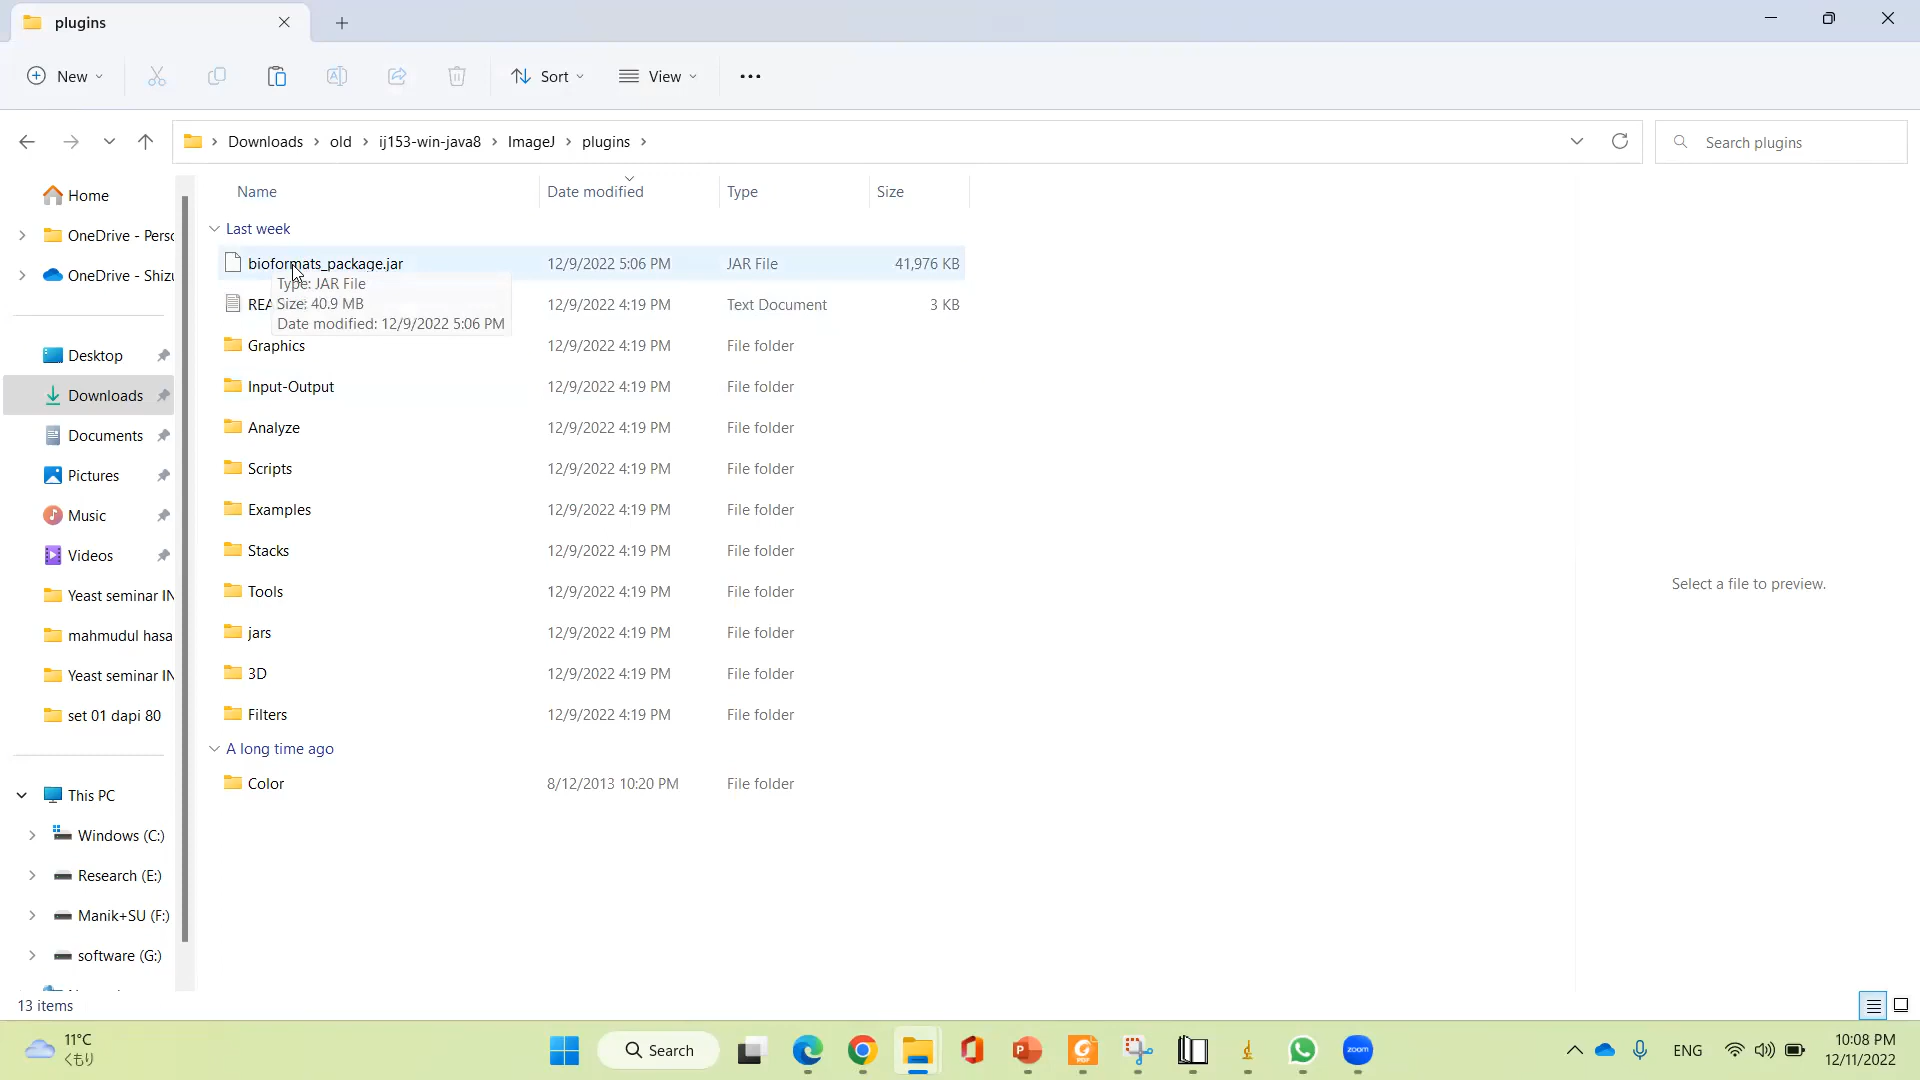 plugins
New
Sort
View
Downloads
old
ij153-win-java8
ImageJ
plugins
Search plugins
Home
OneDrive - Perso
OneDrive - Shizu
Desktop
Downloads
Documents
Pictures
Music
Videos
Yeast seminar IN
mahmudul hasa
Yeast seminar IN
set 01 dapi 80
This PC
Windows (C:)
Research (E:)
Manik+SU (F:)
software (G:)
Name Date modified Type Size
Last week
bioformats_package.jar 12/9/2022 5:06 PM JAR File 41,976 KB
Type: JAR File
Size: 40.9 MB
Date modified: 12/9/2022 5:06 PM
REA 12/9/2022 4:19 PM Text Document 3 KB
Graphics 12/9/2022 4:19 PM File folder
Input-Output 12/9/2022 4:19 PM File folder
Analyze 12/9/2022 4:19 PM File folder
Scripts 12/9/2022 4:19 PM File folder
Examples 12/9/2022 4:19 PM File folder
Stacks 12/9/2022 4:19 PM File folder
Tools 12/9/2022 4:19 PM File folder
jars 12/9/2022 4:19 PM File folder
3D 12/9/2022 4:19 PM File folder
Filters 12/9/2022 4:19 PM File folder
A long time ago
Color 8/12/2013 10:20 PM File folder
Select a file to preview.
13 items
11°C
くもり
Search
zoom
ENG
10:08 PM
12/11/2022